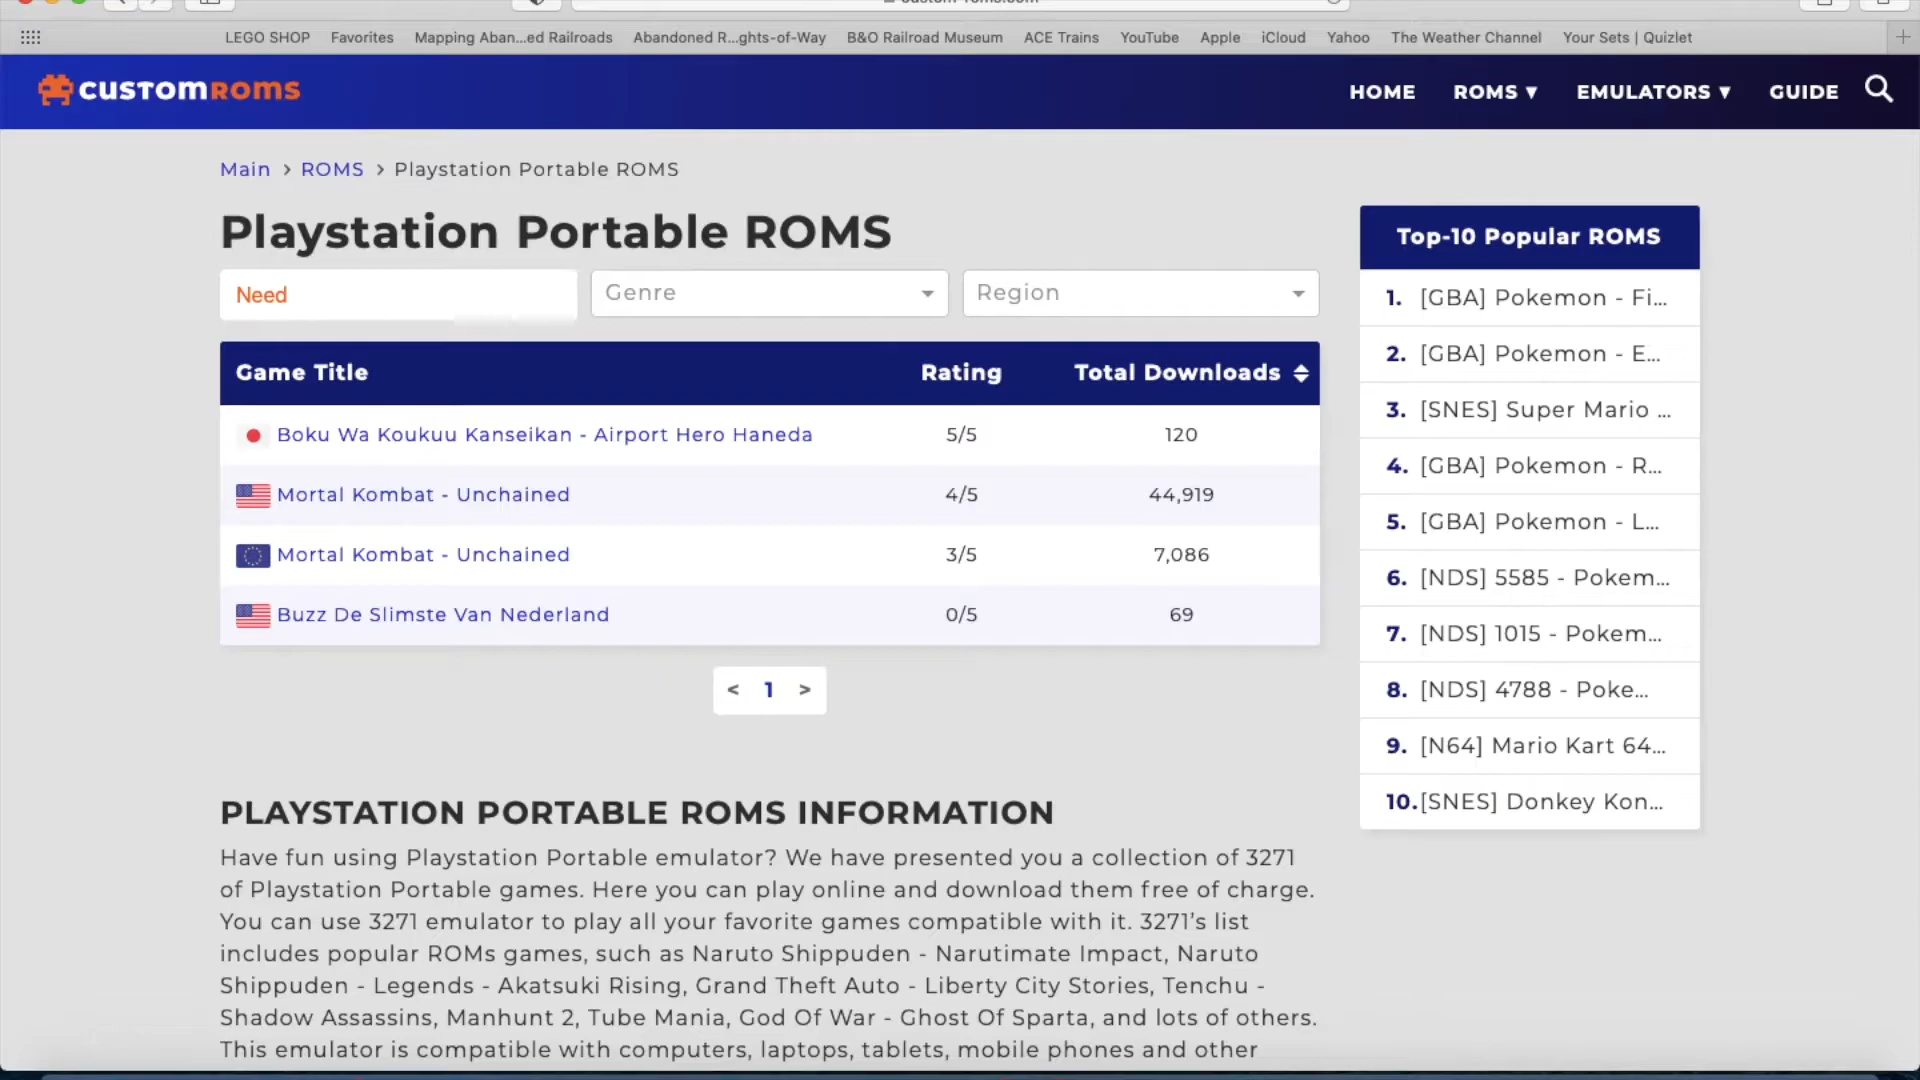 LEGO SHOP Favorites Mapping Aban...ed Railroads Abandoned R...ghts-of-Way B&O Railroad Museum ACE Trains YouTube Apple iCloud Yahoo The Weather Channel Your Sets | Quizlet
CUSTOMROMS HOME ROMS ▾ EMULATORS ▾ GUIDE
Main > ROMS > Playstation Portable ROMS
Playstation Portable ROMS
Need Genre Region
Game Title Rating Total Downloads
Boku Wa Koukuu Kanseikan - Airport Hero Haneda 5/5 120
Mortal Kombat - Unchained 4/5 44,919
Mortal Kombat - Unchained 3/5 7,086
Buzz De Slimste Van Nederland 0/5 69
< 1 >
Top-10 Popular ROMS
1. [GBA] Pokemon - Fi...
2. [GBA] Pokemon - E...
3. [SNES] Super Mario ...
4. [GBA] Pokemon - R...
5. [GBA] Pokemon - L...
6. [NDS] 5585 - Pokem...
7. [NDS] 1015 - Pokem...
8. [NDS] 4788 - Poke...
9. [N64] Mario Kart 64...
10. [SNES] Donkey Kon...
PLAYSTATION PORTABLE ROMS INFORMATION
Have fun using Playstation Portable emulator? We have presented you a collection of 3271
of Playstation Portable games. Here you can play online and download them free of charge.
You can use 3271 emulator to play all your favorite games compatible with it. 3271's list
includes popular ROMs games, such as Naruto Shippuden - Narutimate Impact, Naruto
Shippuden - Legends - Akatsuki Rising, Grand Theft Auto - Liberty City Stories, Tenchu -
Shadow Assassins, Manhunt 2, Tube Mania, God Of War - Ghost Of Sparta, and lots of others.
This emulator is compatible with computers, laptops, tablets, mobile phones and other